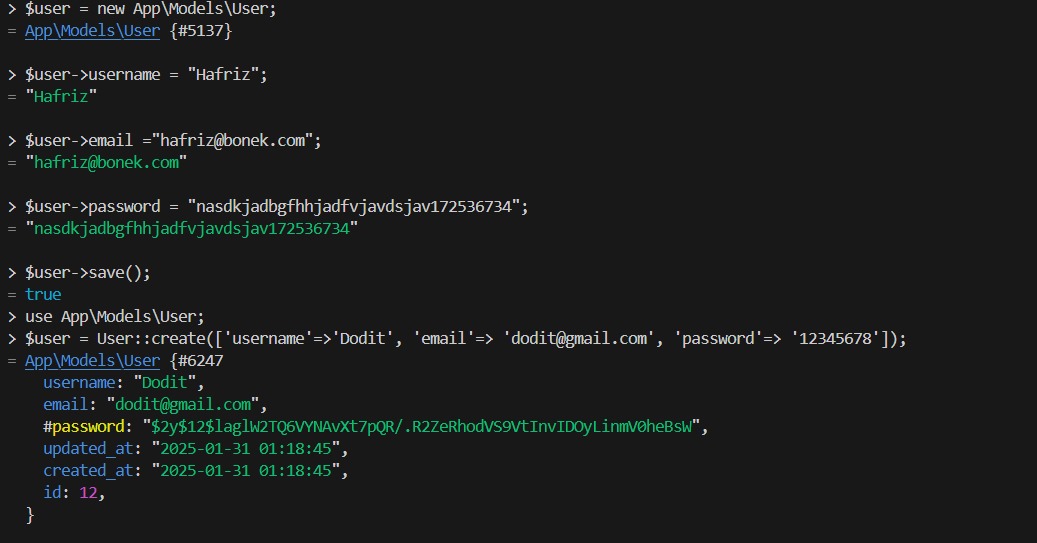 > $user = new App\Models\User;
= App\Models\User {#5137}
> $user->username = "Hafriz";
= "Hafriz"
> $user->email ="hafriz@bonek.com";
= "hafriz@bonek.com"
> $user->password = "nasdkjadbgfhhjadfvjavdsjav172536734";
= "nasdkjadbgfhhjadfvjavdsjav172536734"
> $user->save();
= true
> use App\Models\User;
> $user = User::create(['username'=>'Dodit', 'email'=> 'dodit@gmail.com', 'password'=> '12345678']);
= App\Models\User {#6247
username: "Dodit",
email: "dodit@gmail.com",
#password: "$2y$12$laglW2TQ6VYNAvXt7pQR/.R2ZeRhodVS9VtInvIDOyLinmV0heBsW",
updated_at: "2025-01-31 01:18:45",
created_at: "2025-01-31 01:18:45",
id: 12,
}